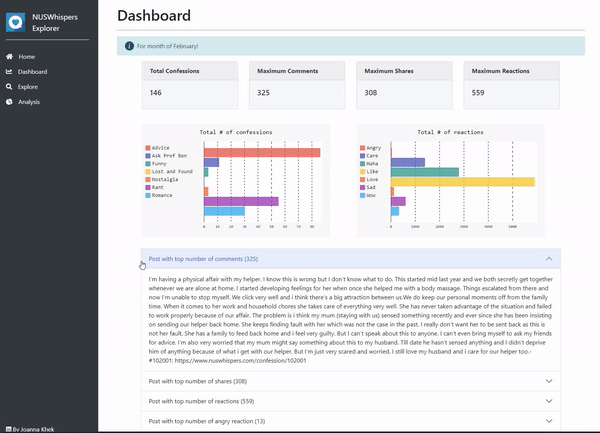 NUSWhispers
Explorer
Home
Dashboard
Explore
Analysis
By Joanna Khek
Dashboard
For month of February!
Total Confessions
146
Maximum Comments
325
Maximum Shares
308
Maximum Reactions
559
Total # of confessions
Advice
Ask Prof Ben
Funny
Lost and Found
Nostalgia
Rant
Romance
0 10 20 30 40 50 60 70 80
Total # of reactions
Angry
Care
Haha
Like
Love
Sad
Wow
0 1000 2000 3000 4000 5000
Post with top number of comments (325)
I'm having a physical affair with my helper. I know this is wrong but I don't know what to do. This started mid last year and we both secretly get together
whenever we are alone at home. I started developing feelings for her when once she helped me with a body massage. Things escalated from there and
now I'm unable to stop myself. We click very well and i think there's a big attraction between us.We do keep our personal moments off from the family
time. When it comes to her work and household chores she takes care of everything very well. She has never taken advantage of the situation and failed
to work properly because of our affair. The problem is i think my mum (staying with us) sensed something recently and ever since she has been insisting
on sending our helper back home. She keeps finding fault with her which was not the case in the past. I really don't want her to be sent back as this is
not her fault. She has a family to feed back home and i feel very guilty. But I can't speak about this to anyone. I can't even bring myself to ask my friends
for advice. I'm also very worried that my mum might say something about this to my husband. Till date he hasn't sensed anything and I didn't deprive
him of anything because of what i get with our helper. But I'm just very scared and worried. I still love my husband and i care for our helper too.-
#102001: https://www.nuswhispers.com/confession/102001
Post with top number of shares (308)
Post with top number of reactions (559)
Post with top number of angry reaction (13)